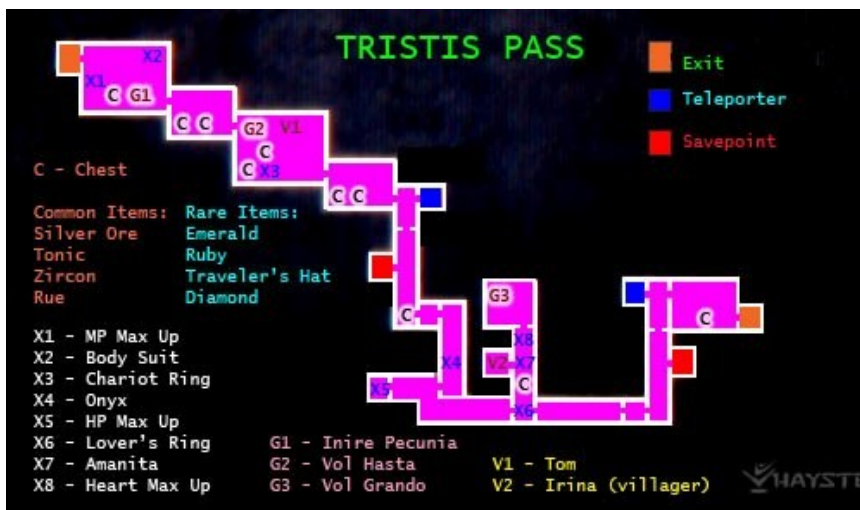 TRISTIS PASS
Exit
Teleporter
Savepoint
X2
X1
C G1
C C
G2 V1
C
C X3
C C
C - Chest
Common Items: Rare Items:
Silver Ore Emerald
Tonic Ruby
Zircon Traveler's Hat
Rue Diamond
G3
C
C
X8
X4
V2 X7
X5
C
X6
X1 - MP Max Up
X2 - Body Suit
X3 - Chariot Ring
X4 - Onyx
X5 - HP Max Up
X6 - Lover's Ring
X7 - Amanita
X8 - Heart Max Up
G1 - Inire Pecunia
G2 - Vol Hasta
G3 - Vol Grando
V1 - Tom
V2 - Irina (villager)
HAYSTE